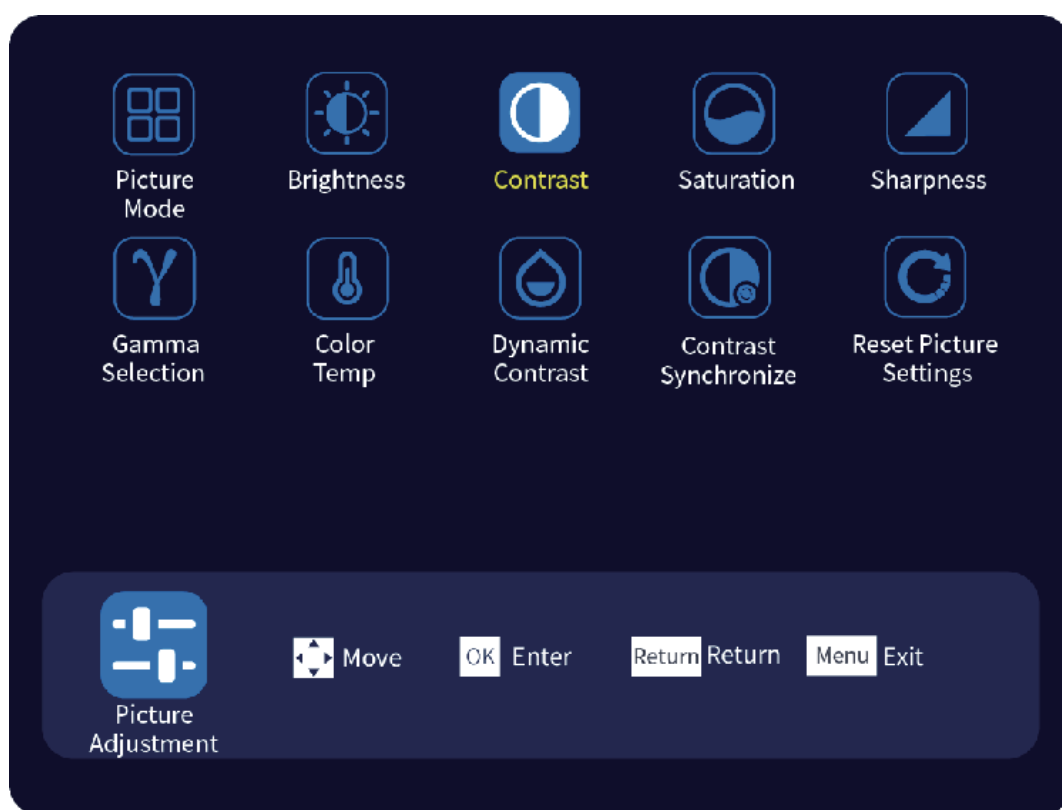 Picture
Mode
Brightness
Contrast
Saturation
Sharpness
γ
Gamma
Selection
Color
Temp
Dynamic
Contrast
Contrast
Synchronize
Reset Picture
Settings
Move
OK Enter
Return Return
Menu Exit
Picture
Adjustment